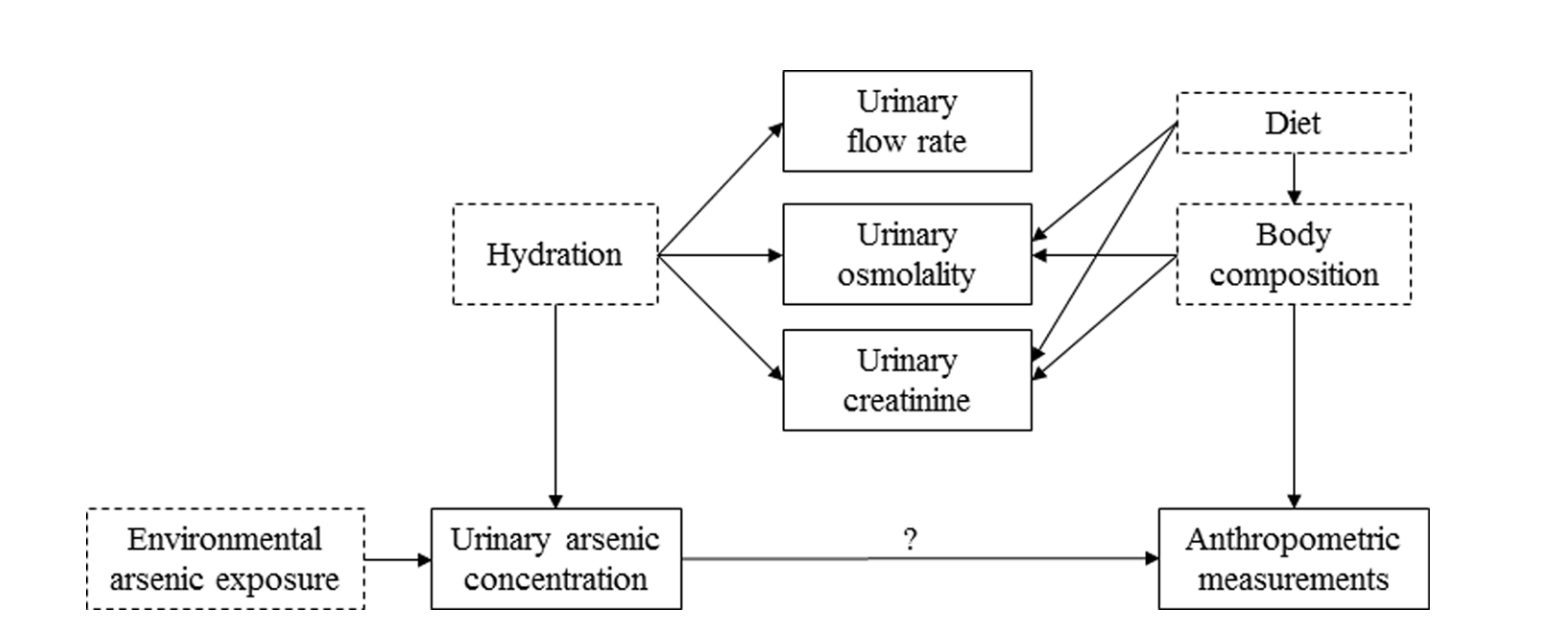 Urinary
flow rate
Diet
Hydration
Urinary
osmolality
Body
composition
Urinary
creatinine
Environmental
arsenic exposure
Urinary arsenic
concentration
?
Anthropometric
measurements